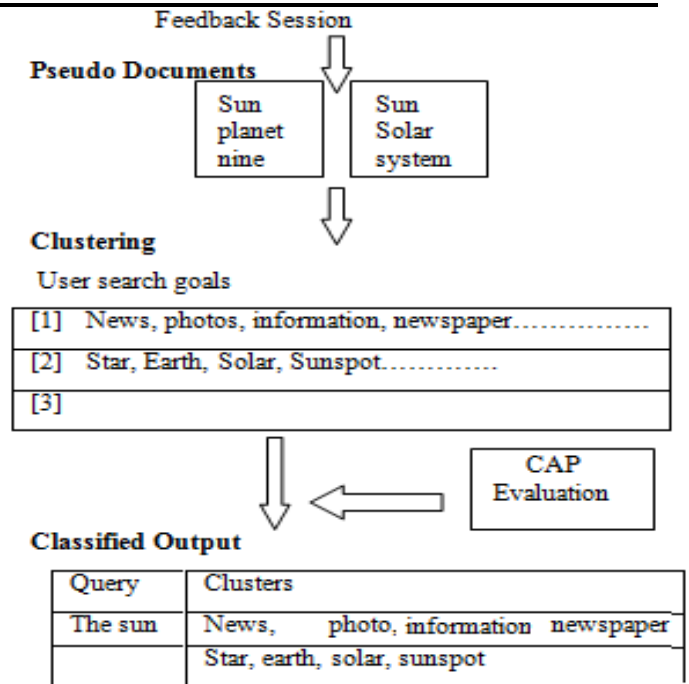 Feedback Session
Pseudo Documents
Sun
planet
nine
Sun
Solar
system
Clustering
User search goals
[1] News, photos, information, newspaper……………
[2] Star, Earth, Solar, Sunspot………….
[3]
CAP
Evaluation
Classified Output
Query Clusters
The sun News, photo, information newspaper
Star, earth, solar, sunspot